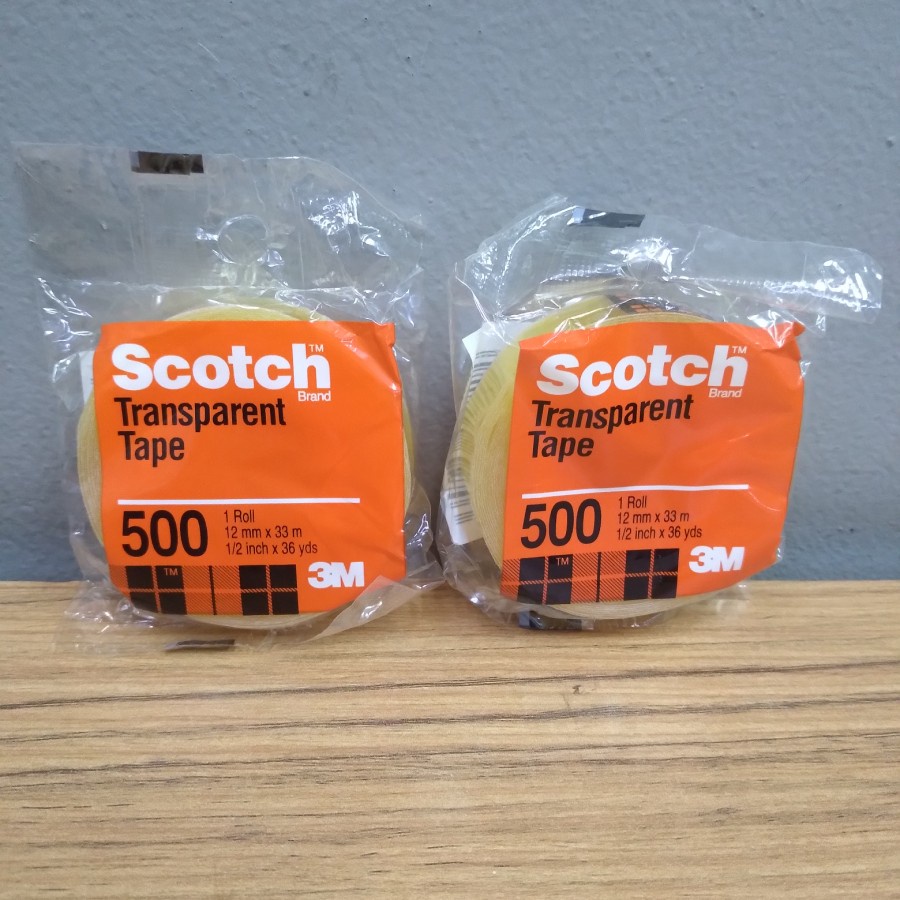 Scotch™
Brand
Transparent
Tape
500
1 Roll
12 mm x 33 m
1/2 inch x 36 yds
TM
3M
Scotch™
Brand
Transparent
Tape
500
1 Roll
12 mm x 33 m
1/2 inch x 36 yds
TM
3M